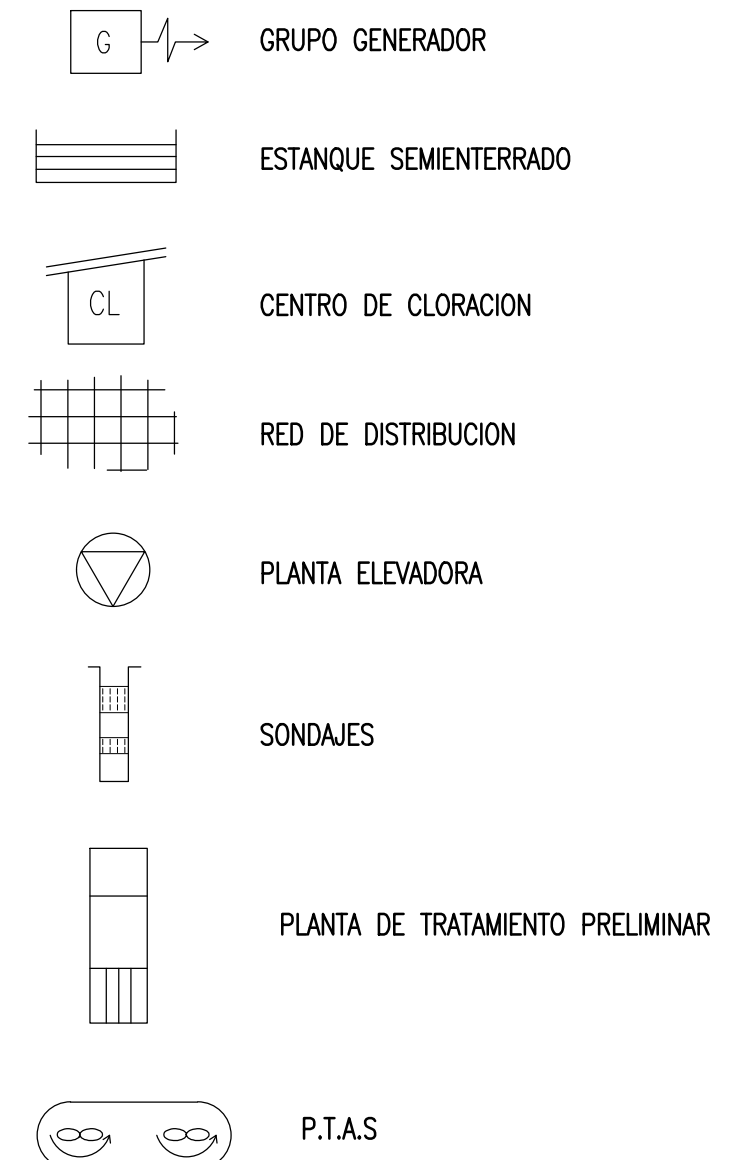 G GRUPO GENERADOR
ESTANQUE SEMIENTERRADO
CL CENTRO DE CLORACION
RED DE DISTRIBUCION
PLANTA ELEVADORA
SONDAJES
PLANTA DE TRATAMIENTO PRELIMINAR
P.T.A.S